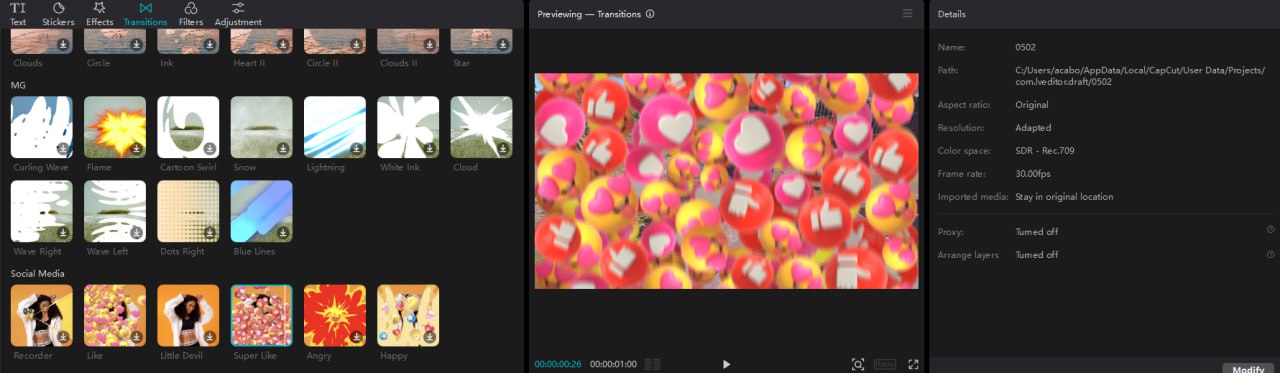 TI
Text
Stickers
Effects
Transitions
Filters
Adjustment
Clouds
Circle
Ink
Heart II
Circle II
Clouds II
Star
MG
Curling Wave
Flame
Cartoon Swirl
Snow
Lightning
White Ink
Cloud
Wave Right
Wave Left
Dots Right
Blue Lines
Social Media
Recorder
Like
Little Devil
Super Like
Angry
Happy
Previewing — Transitions
00:00:00:26
00:00:01:00
Details
Name: 0502
Path: C:/Users/acabo/AppData/Local/CapCut/User Data/Projects/
com.lveditor.draft/0502
Aspect ratio: Original
Resolution: Adapted
Color space: SDR - Rec.709
Frame rate: 30.00fps
Imported media: Stay in original location
Proxy: Turned off
Arrange layers Turned off
Modify